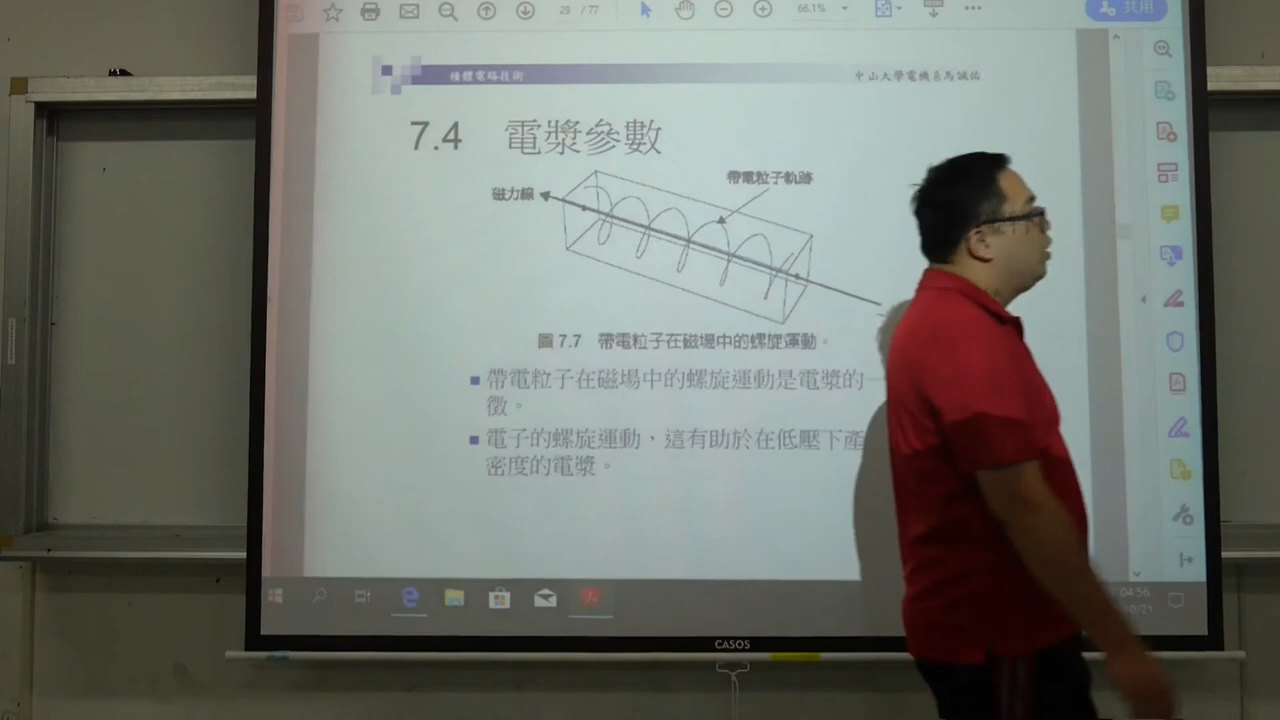 29 / 77
66.1%
共用
積體電路技術
中山大學電機系馬誠佑
7.4 電漿參數
磁力線
帶電粒子軌跡
圖 7.7 帶電粒子在磁場中的螺旋運動。
帶電粒子在磁場中的螺旋運動是電漿的
徵。
電子的螺旋運動，這有助於在低壓下產
密度的電漿。
:04:56
/21
CASOS